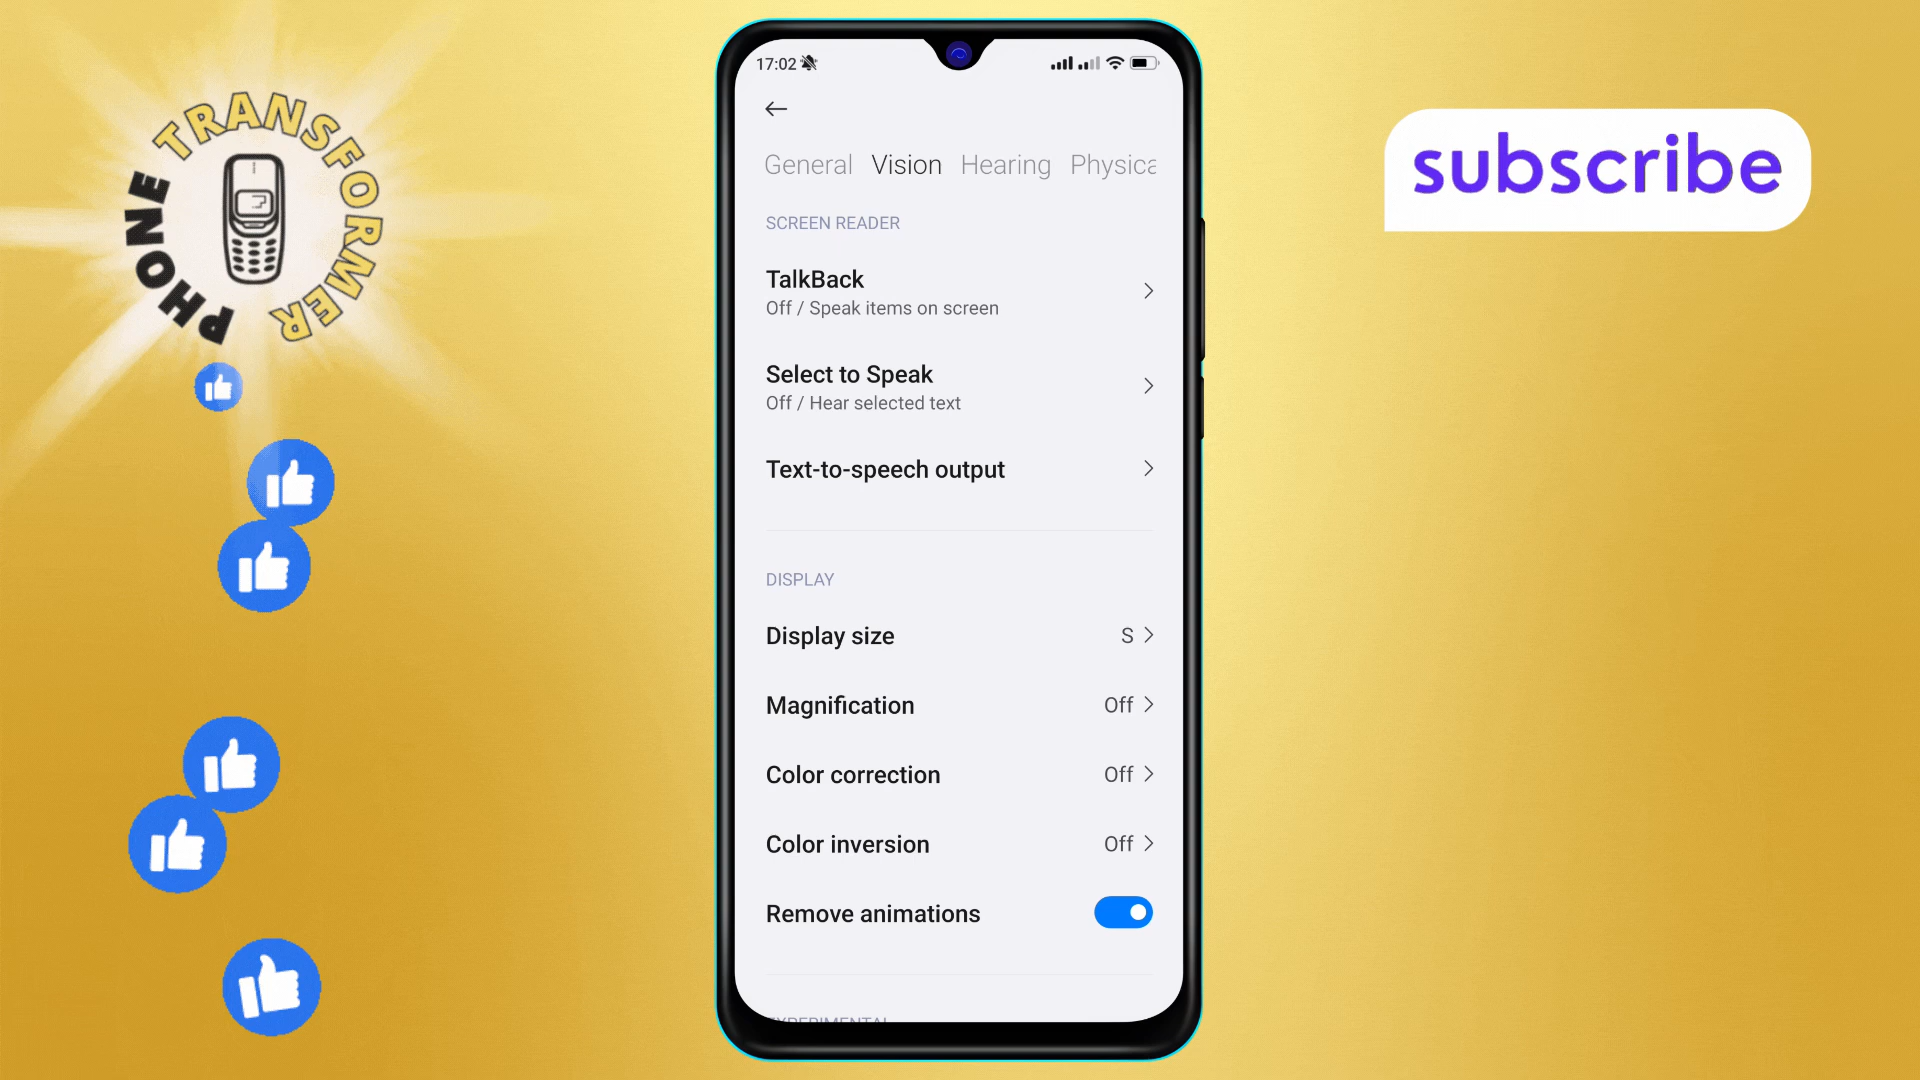 PHONE TRANSFORMER
subscribe
17:02
General Vision Hearing Physica
SCREEN READER
TalkBack
Off / Speak items on screen
Select to Speak
Off / Hear selected text
Text-to-speech output
DISPLAY
Display size S
Magnification Off
Color correction Off
Color inversion Off
Remove animations
EXPERIMENTAL